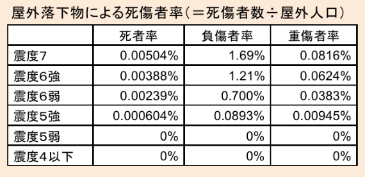 屋外落下物による死傷者率(＝死傷者数÷屋外人口)
死者率 負傷者率 重傷者率
震度7 0.00504% 1.69% 0.0816%
震度6強 0.00388% 1.21% 0.0624%
震度6弱 0.00239% 0.700% 0.0383%
震度5強 0.000604% 0.0893% 0.00945%
震度5弱 0% 0% 0%
震度4以下 0% 0% 0%